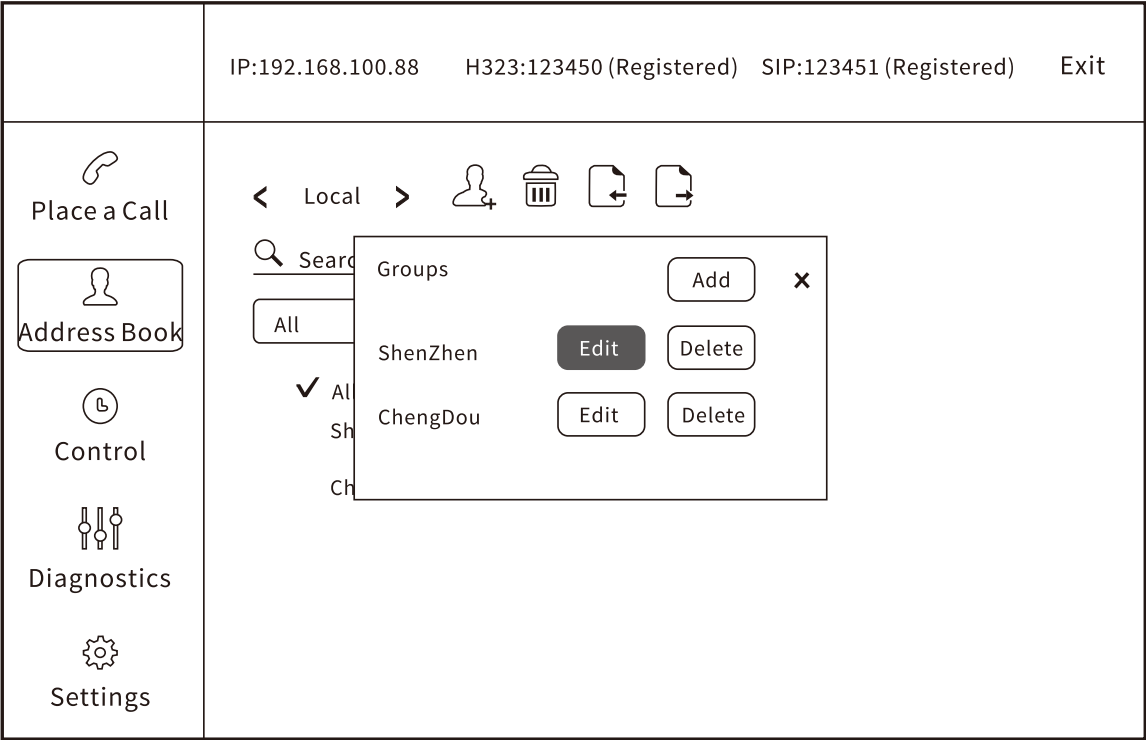 IP:192.168.100.88 H323:123450 (Registered) SIP:123451 (Registered) Exit
Place a Call
Address Book
Control
Diagnostics
Settings
Local
Groups
Add
ShenZhen Edit Delete
ChengDou Edit Delete
All